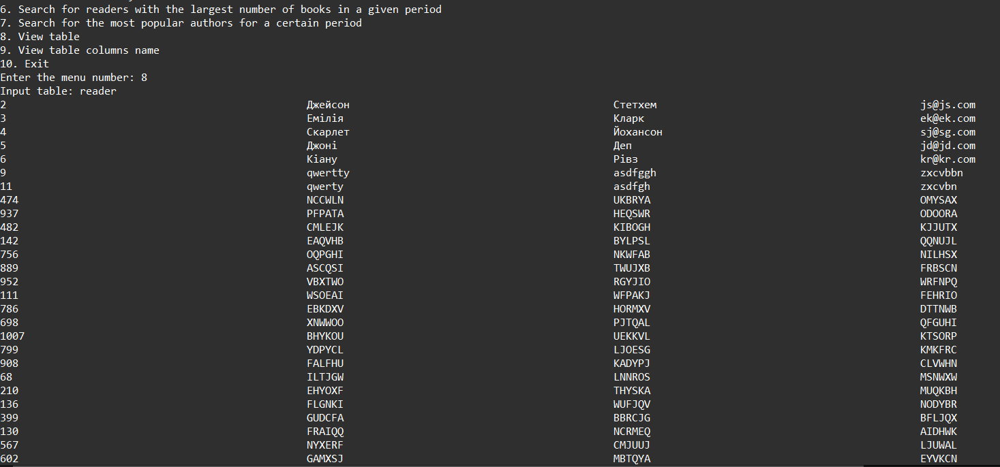 6. Search for readers with the largest number of books in a given period
7. Search for the most popular authors for a certain period
8. View table
9. View table columns name
10. Exit
Enter the menu number: 8
Input table: reader
2 Джейсон Стетхем js@js.com
3 Емілія Кларк ek@ek.com
4 Скарлет Йохансон sj@sg.com
5 Джоні Деп jd@jd.com
6 Кіану Рівз kr@kr.com
9 qwertty asdfggh zxcvbbn
11 qwerty asdfgh zxcvbn
474 NCCWLN UKBRYA OMYSAX
937 PFPATA HEQSWR ODOORA
482 CMLEJK KIBOGH KJJUTX
142 EAQVHB BYLPSL QQNUJL
756 OQPGHI NKWFAB NILHSX
889 ASCQSI TWUJXB FRBSCN
952 VBXTWO RGYJIO WRFNPQ
111 WSOEAI WFPAKJ FEHRIO
786 EBKDXV HORMXV DTTNWB
698 XNWWOO PJTQAL QFGUHI
1007 BHYKOU UEKKVL KTSORP
799 YDPYCL LJOESG KMKFRC
908 FALFHU KADYPJ CLVWHN
68 ILTJGW LNNROS MSNWXW
210 EHYOXF THYSKA MUQKBH
136 FLGNKI WUFJQV NODYBR
399 GUDCFA BBRCJG BFLJQX
130 FRAIQQ NCRMEQ AIDHWK
567 NYXERF CMJUUJ LJUWAL
602 GAMXSJ MBTQYA EYVKCN